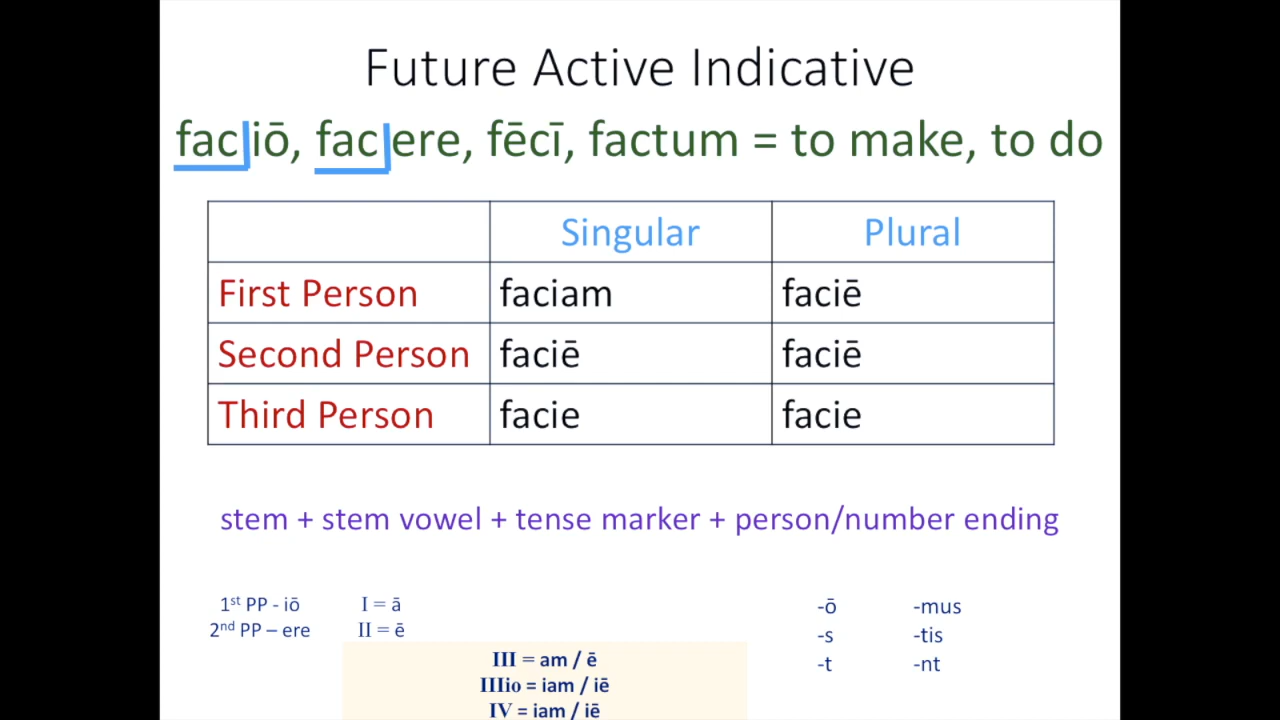 Future Active Indicative
faciō, facere, fēcī, factum = to make, to do
Singular Plural
First Person faciam faciē
Second Person faciē faciē
Third Person facie facie
stem + stem vowel + tense marker + person/number ending
1st PP - iō I = ā -ō -mus
2nd PP – ere II = ē -s -tis
III = am / ē -t -nt
IIIio = iam / iē
IV = iam / iē